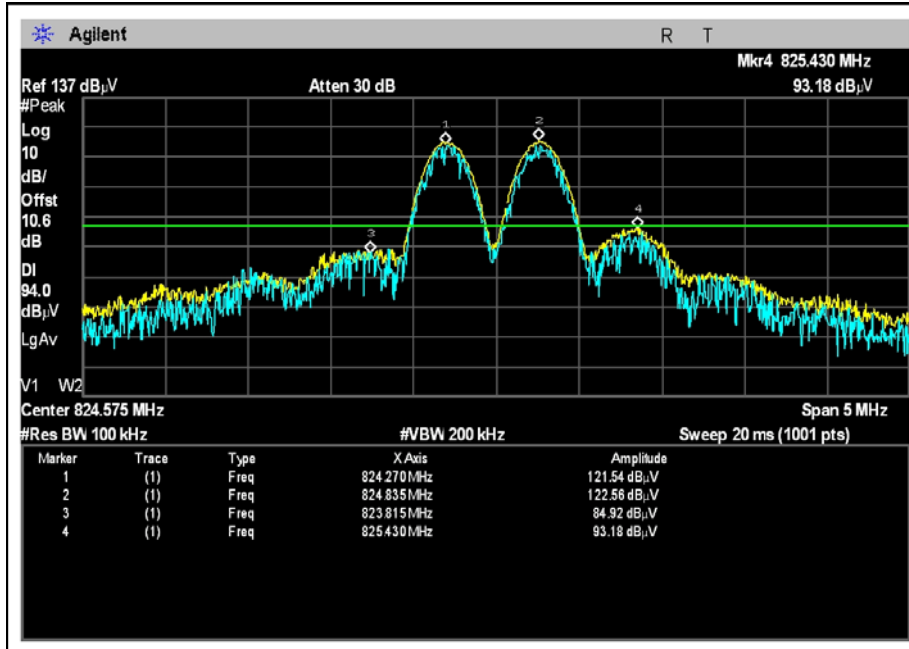 Agilent R T
Mkr4 825.430 MHz
Ref 137 dBµV Atten 30 dB 93.18 dBµV
#Peak
Log
10
dB/
Offst
10.6
dB
DI
94.0
dBµV
LgAv
V1 W2
1
2
3
4
Center 824.575 MHz Span 5 MHz
#Res BW 100 kHz #VBW 200 kHz Sweep 20 ms (1001 pts)
Marker Trace Type X Axis Amplitude
1 (1) Freq 824.270 MHz 121.54 dBµV
2 (1) Freq 824.835 MHz 122.56 dBµV
3 (1) Freq 823.815 MHz 84.92 dBµV
4 (1) Freq 825.430 MHz 93.18 dBµV